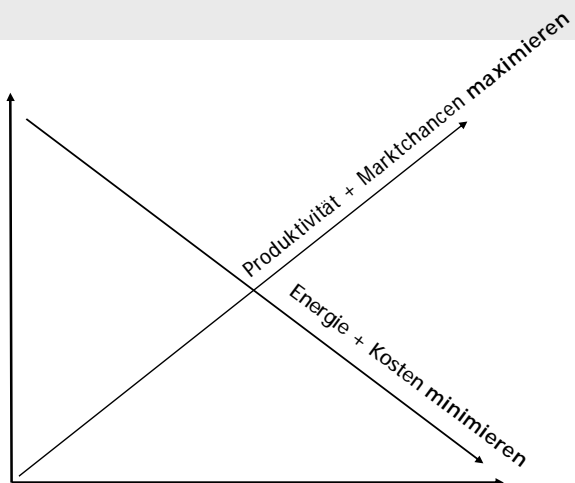 Produktivität + Marktchancen maximieren
Energie + Kosten minimieren